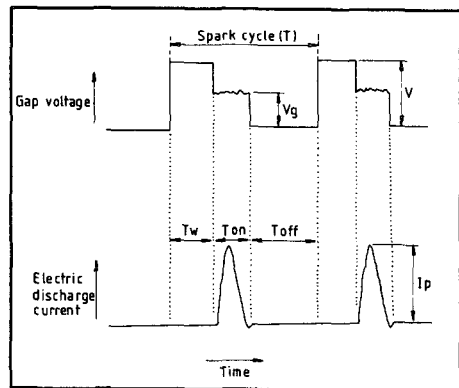 Spark cycle (T)
Gap voltage
Vg
V
Tw
Ton
Toff
Electric
discharge
current
Ip
Time